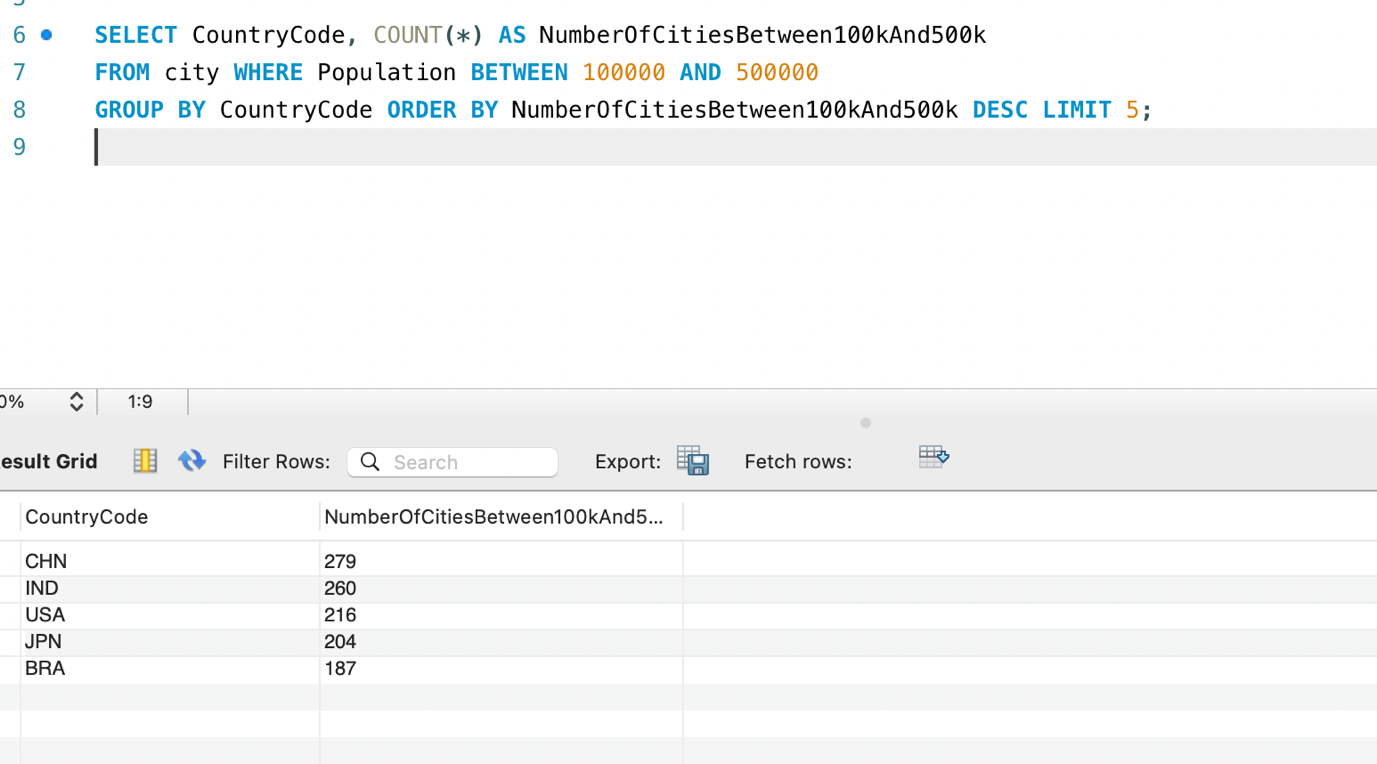 6 SELECT CountryCode, COUNT(*) AS NumberOfCitiesBetween100kAnd500k
7 FROM city WHERE Population BETWEEN 100000 AND 500000
8 GROUP BY CountryCode ORDER BY NumberOfCitiesBetween100kAnd500k DESC LIMIT 5;
9
0% 1:9
esult Grid Filter Rows: Search Export: Fetch rows:
CountryCode NumberOfCitiesBetween100kAnd5...
CHN 279
IND 260
USA 216
JPN 204
BRA 187